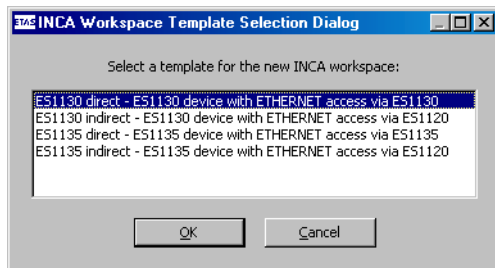 ETAS INCA Workspace Template Selection Dialog
Select a template for the new INCA workspace:
ES1130 direct - ES1130 device with ETHERNET access via ES1130
ES1130 indirect - ES1130 device with ETHERNET access via ES1120
ES1135 direct - ES1135 device with ETHERNET access via ES1135
ES1135 indirect - ES1135 device with ETHERNET access via ES1120
OK Cancel